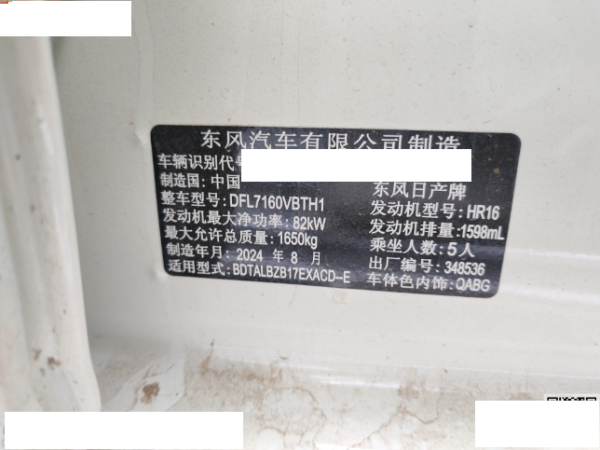 东风汽车有限公司制造
车辆识别代号
制造国：中国
东风日产牌
整车型号：DFL7160VBTH1
发动机型号：HR16
发动机最大净功率：82kW
发动机排量：1598mL
最大允许总质量：1650kg
乘坐人数：5人
制造年月：2024 年 8 月
出厂编号：348536
适用型号：BDTALBZB17EXACD-E
车体色内饰：QABG